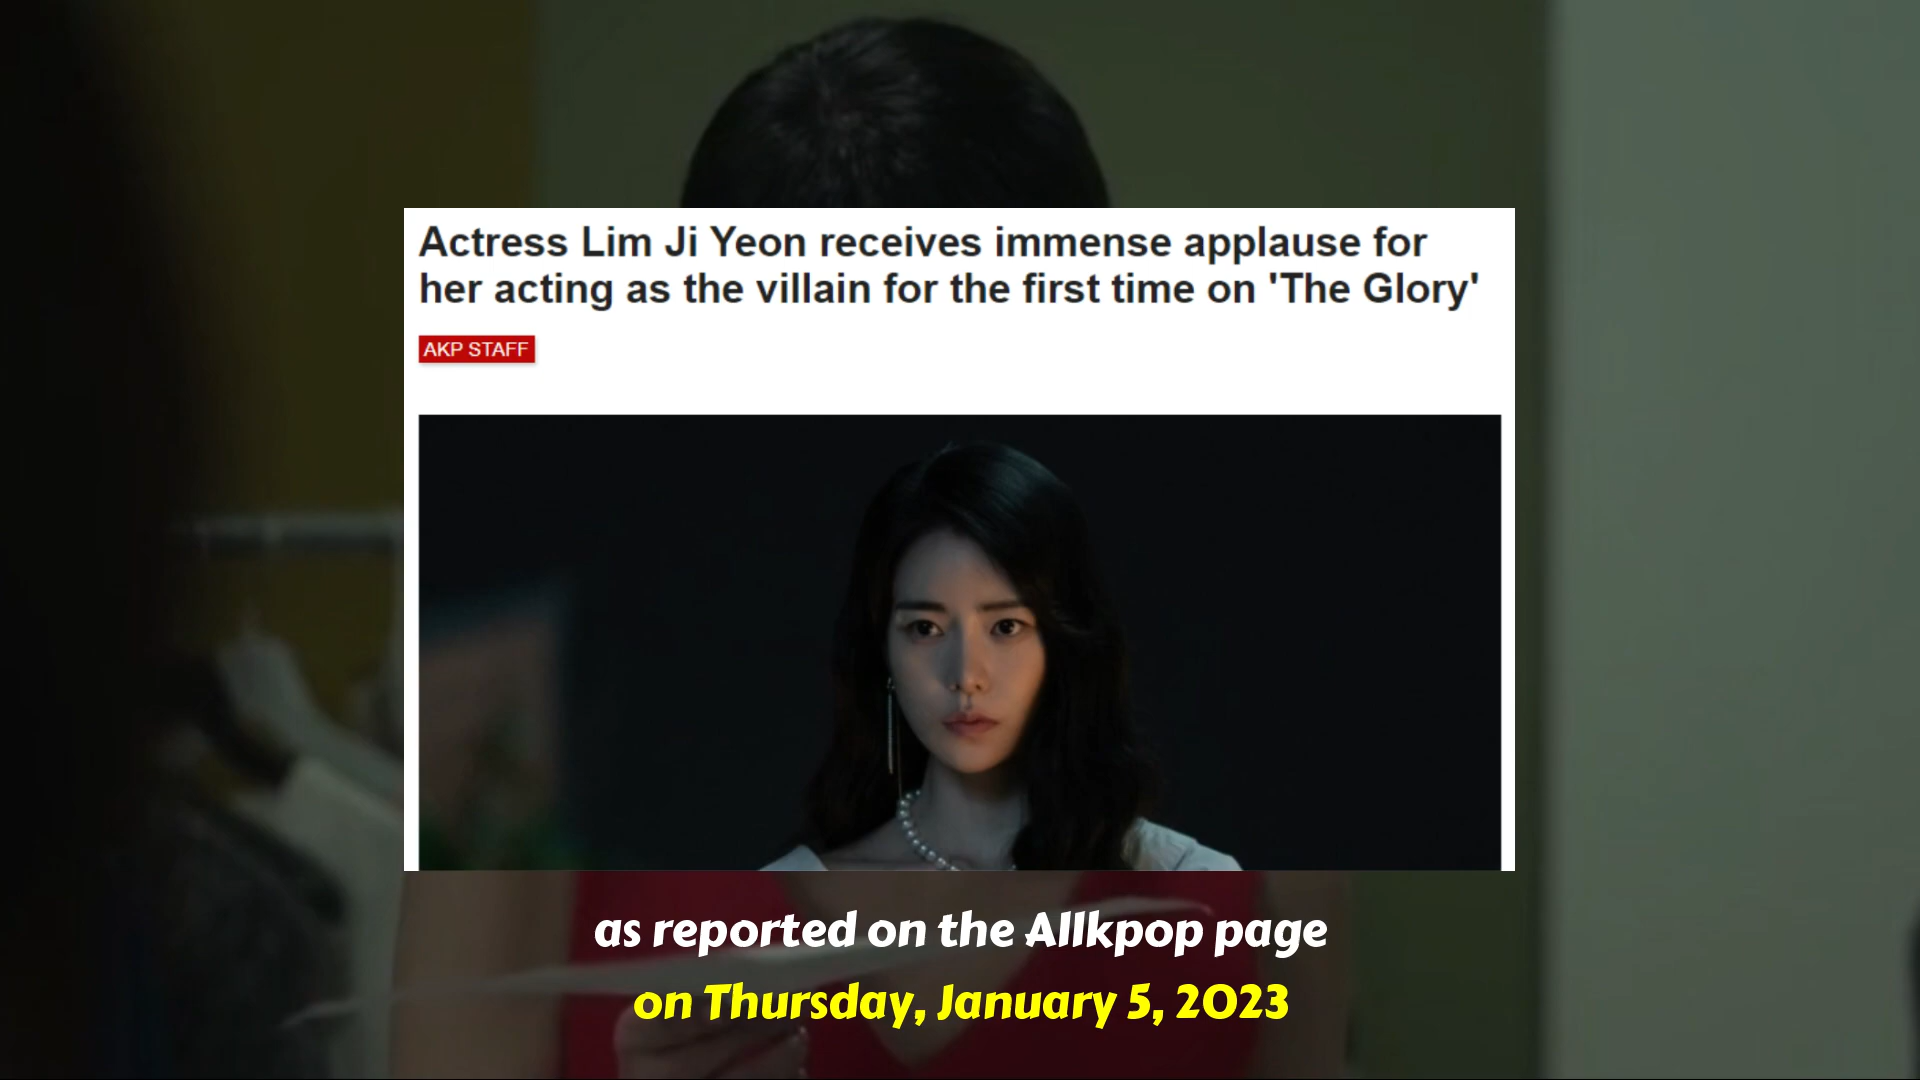 Actress Lim Ji Yeon receives immense applause for
her acting as the villain for the first time on 'The Glory'
AKP STAFF
as reported on the Allkpop page
on Thursday, January 5, 2023